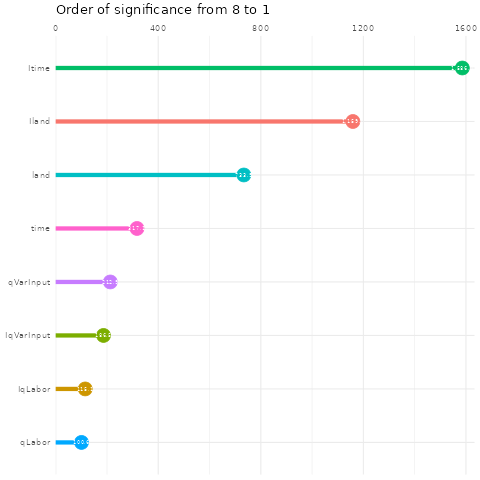 Order of significance from 8 to 1
0 400 800 1200 1600
ltime
lland
land
time
qVarInput
lqVarInput
lqLabor
qLabor